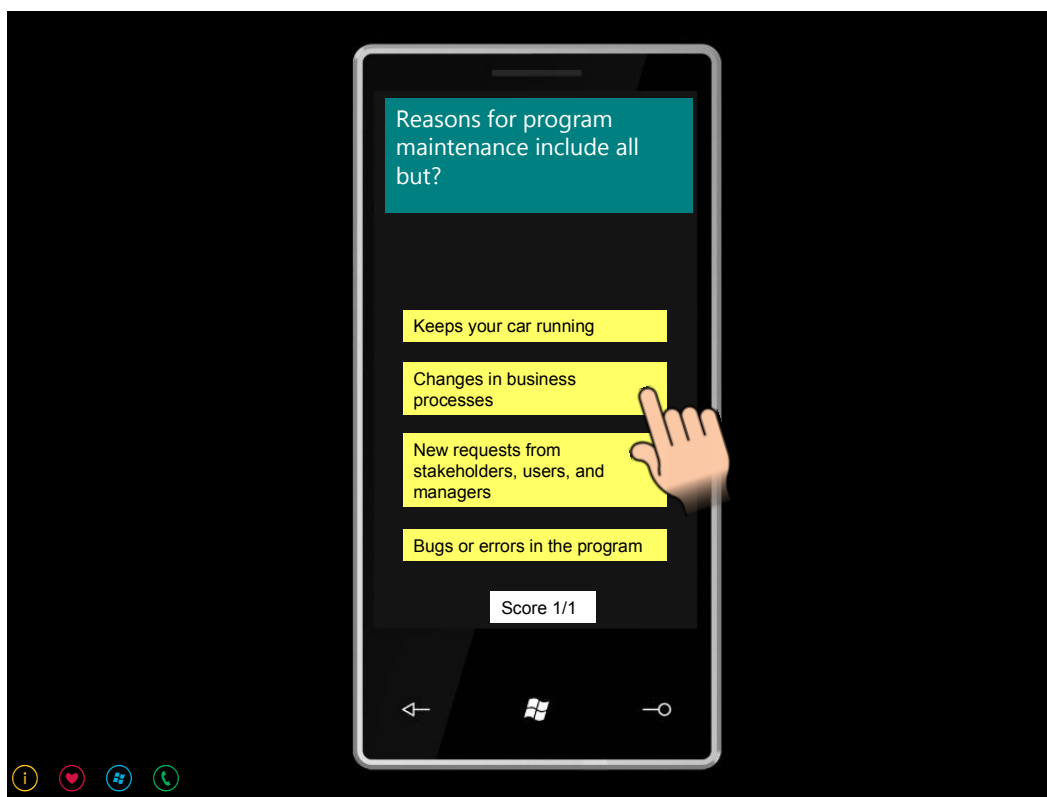 Reasons for program
maintenance include all
but?
Keeps your car running
Changes in business
processes
New requests from
stakeholders, users, and
managers
Bugs or errors in the program
Score 1/1